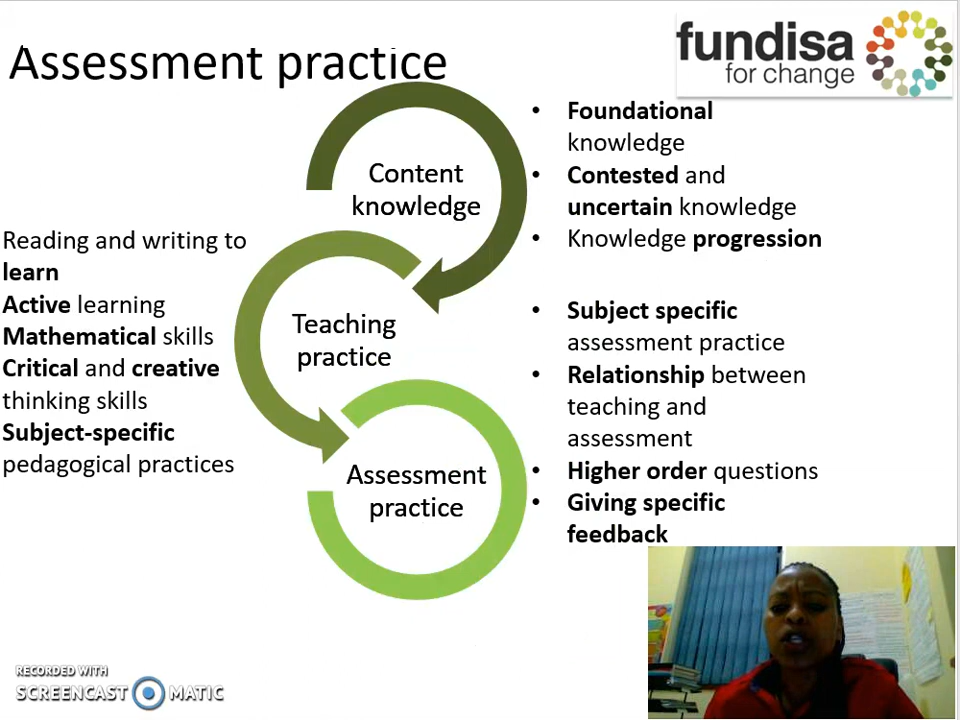 Assessment practice
fundisa
for change
Content
knowledge
• Foundational
knowledge
• Contested and
uncertain knowledge
• Knowledge progression
Reading and writing to
learn
Active learning
Mathematical skills
Critical and creative
thinking skills
Subject-specific
pedagogical practices
Teaching
practice
• Subject specific
assessment practice
• Relationship between
teaching and
assessment
• Higher order questions
• Giving specific
feedback
Assessment
practice
RECORDED WITH
SCREENCAST MATIC